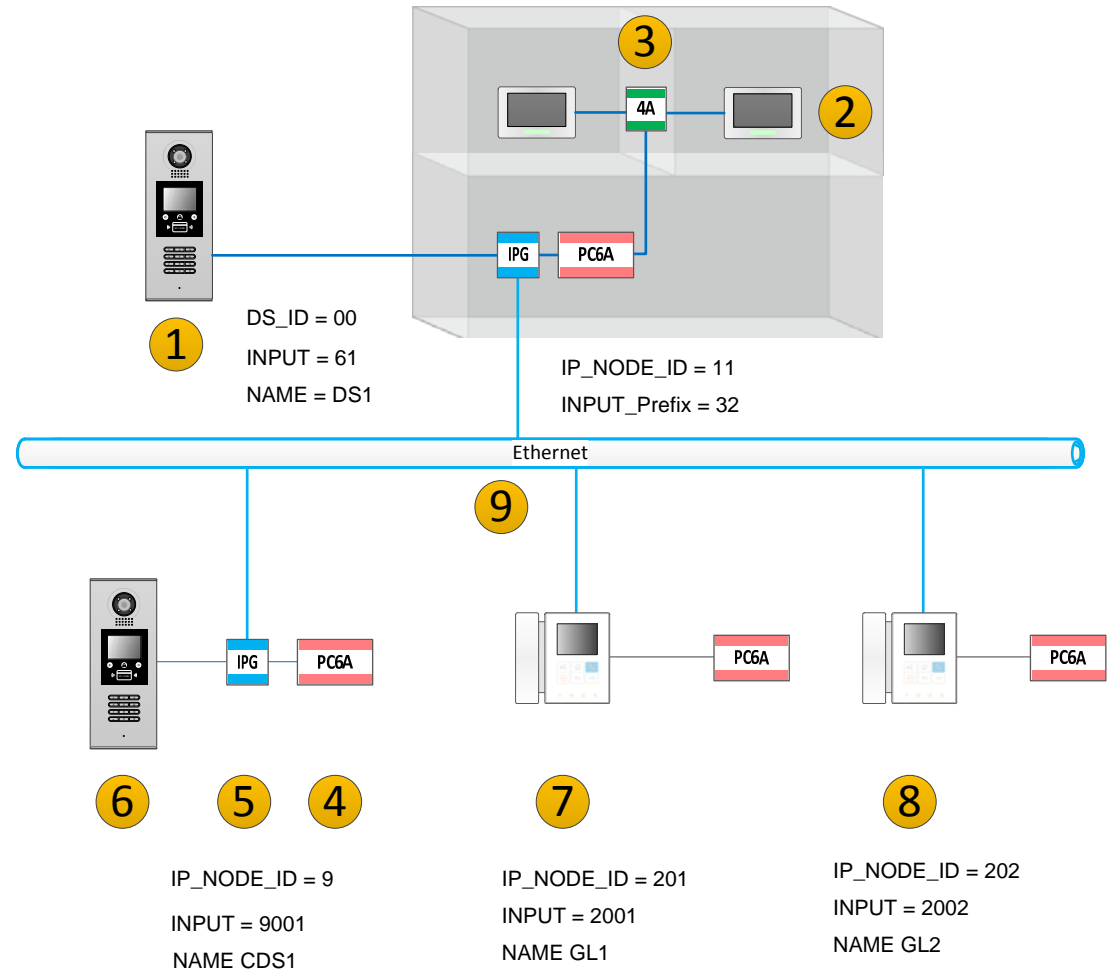 3
4A
2
IPG
PC6A
1
DS_ID = 00
INPUT = 61
NAME = DS1
IP_NODE_ID = 11
INPUT_Prefix = 32
Ethernet
9
IPG
PC6A
PC6A
PC6A
6
5
4
7
8
IP_NODE_ID = 9
INPUT = 9001
NAME CDS1
IP_NODE_ID = 201
INPUT = 2001
NAME GL1
IP_NODE_ID = 202
INPUT = 2002
NAME GL2